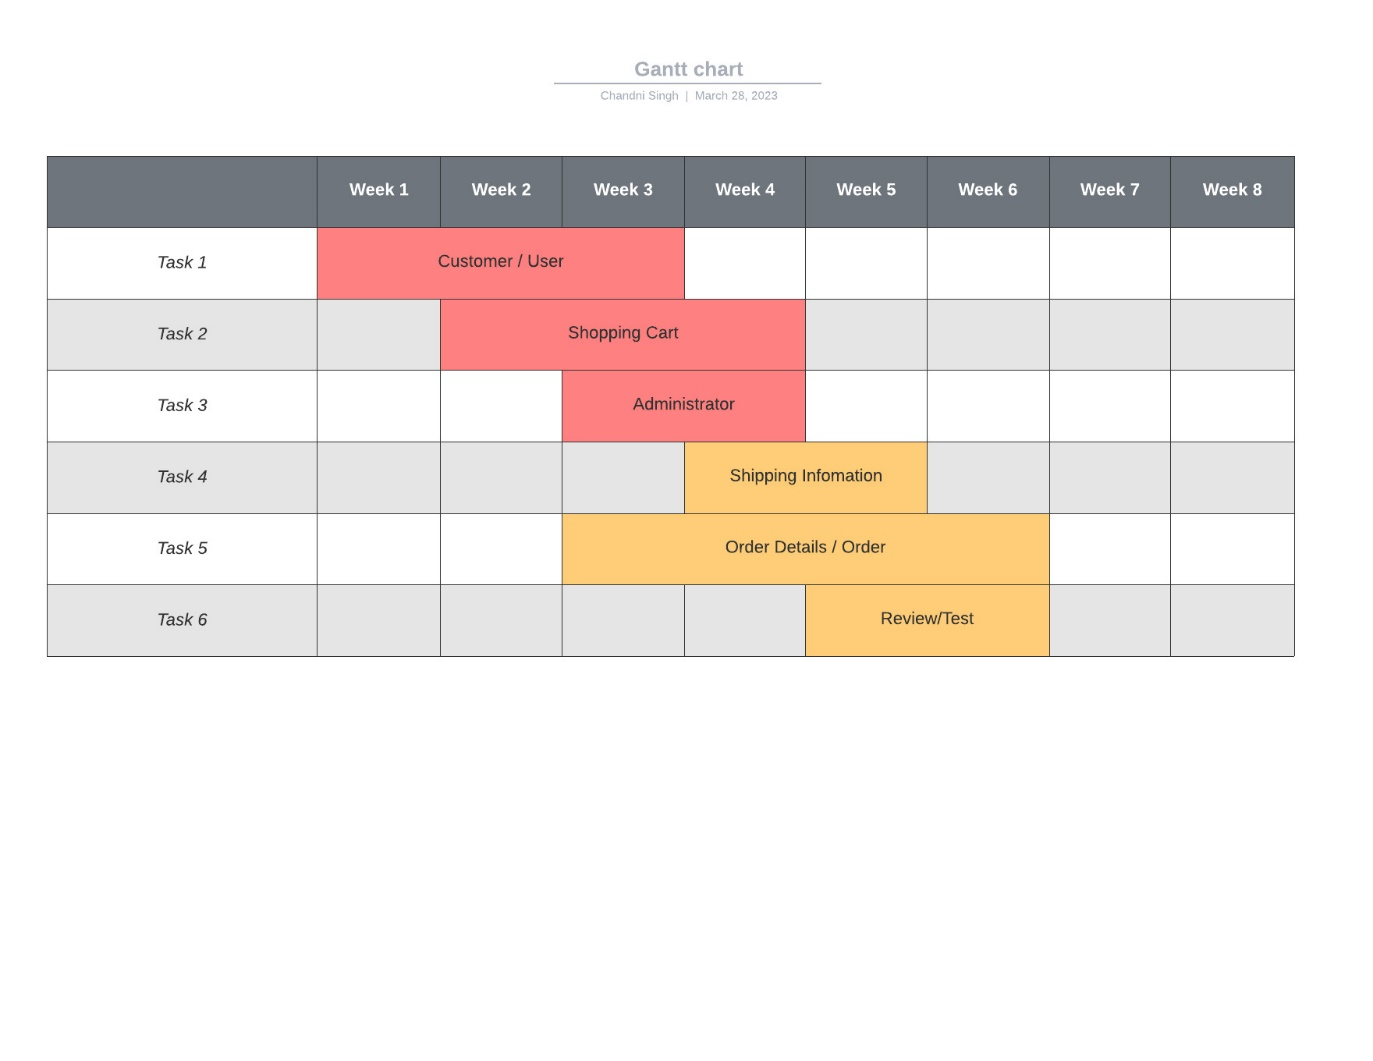 Gantt chart
Chandni Singh | March 28, 2023
Week 1 Week 2 Week 3 Week 4 Week 5 Week 6 Week 7 Week 8
Task 1 Customer / User
Task 2 Shopping Cart
Task 3 Administrator
Task 4 Shipping Infomation
Task 5 Order Details / Order
Task 6 Review/Test